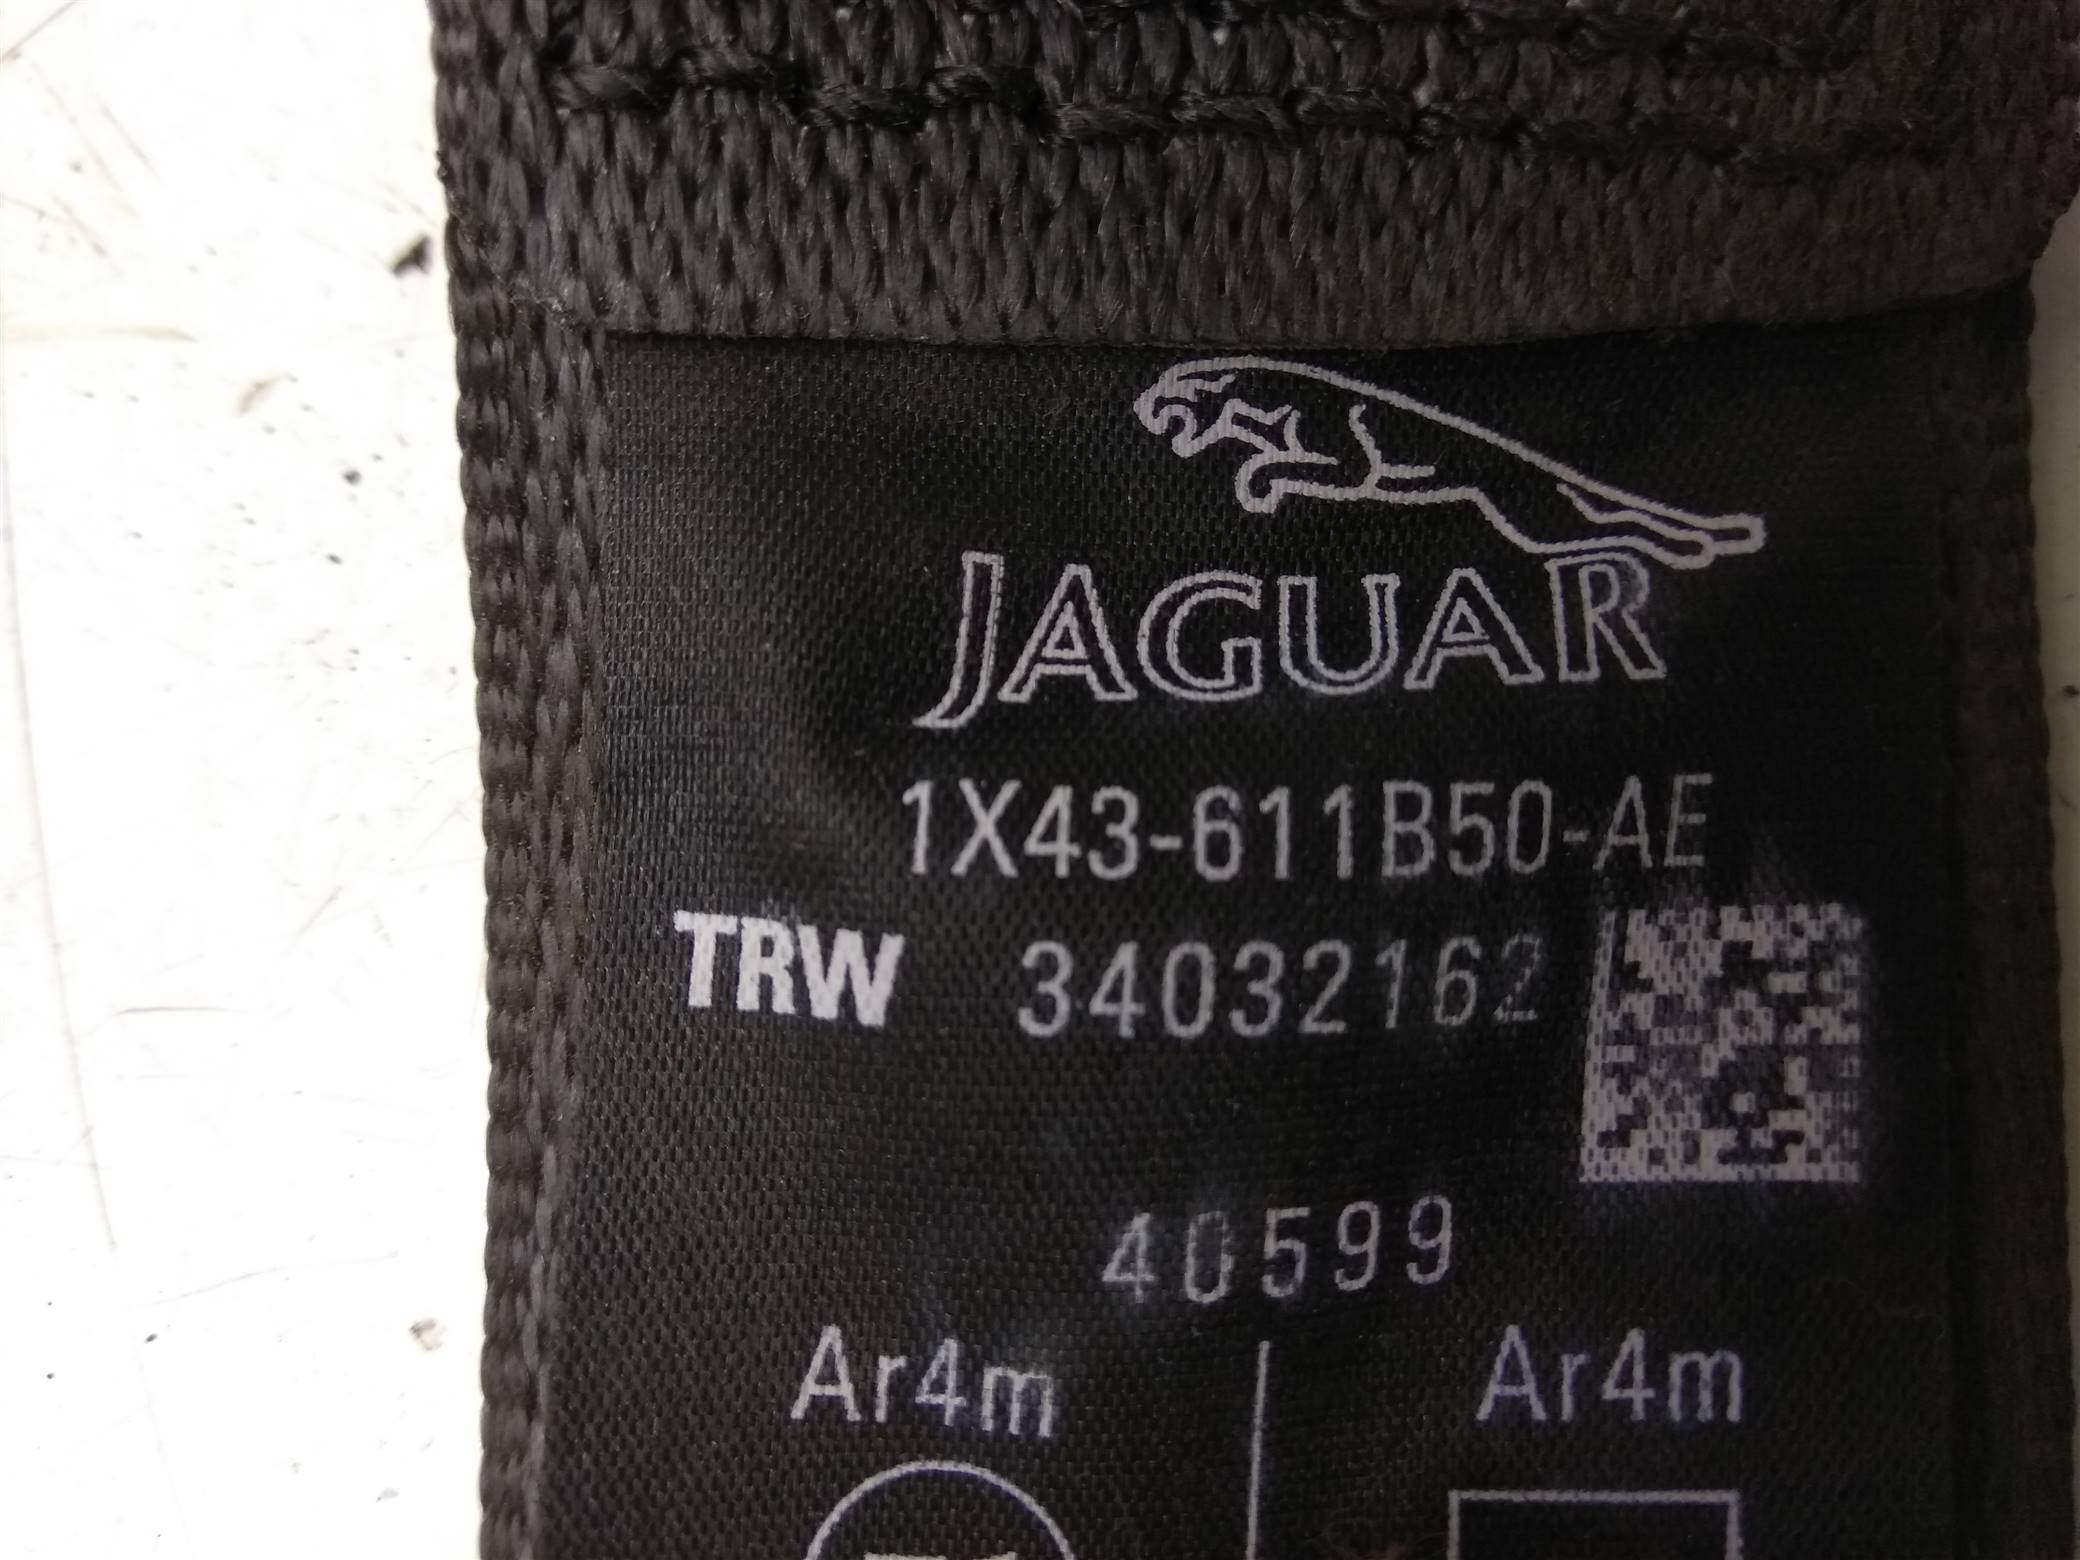 JAGUAR
1X43-611B50-AE
TRW 34032162
40599
Ar4m Ar4m